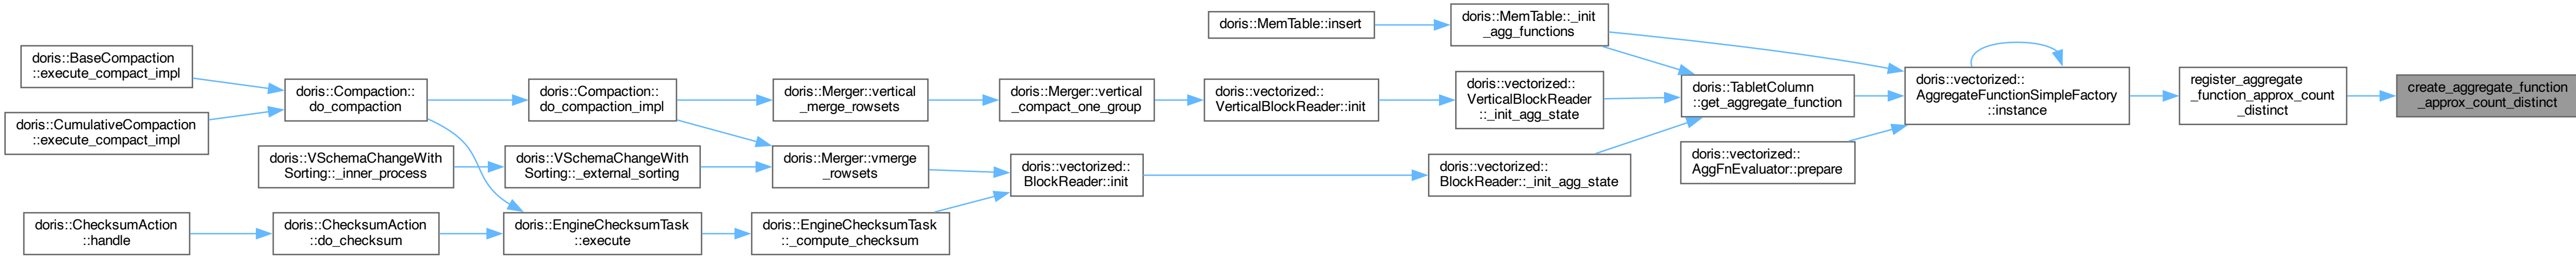 doris::BaseCompaction
::execute_compact_impl
doris::CumulativeCompaction
::execute_compact_impl
doris::Compaction::
do_compaction
doris::VSchemaChangeWith
Sorting::_inner_process
doris::ChecksumAction
::handle
doris::ChecksumAction
::do_checksum
doris::Compaction::
do_compaction_impl
doris::VSchemaChangeWith
Sorting::_external_sorting
doris::EngineChecksumTask
::execute
doris::Merger::vertical
_merge_rowsets
doris::Merger::vmerge
_rowsets
doris::EngineChecksumTask
::_compute_checksum
doris::Merger::vertical
_compact_one_group
doris::vectorized::
BlockReader::init
doris::MemTable::insert
doris::vectorized::
VerticalBlockReader::init
doris::MemTable::_init
_agg_functions
doris::vectorized::
VerticalBlockReader
::_init_agg_state
doris::vectorized::
BlockReader::_init_agg_state
doris::TabletColumn
::get_aggregate_function
doris::vectorized::
AggFnEvaluator::prepare
doris::vectorized::
AggregateFunctionSimpleFactory
::instance
register_aggregate
_function_approx_count
_distinct
create_aggregate_function
_approx_count_distinct